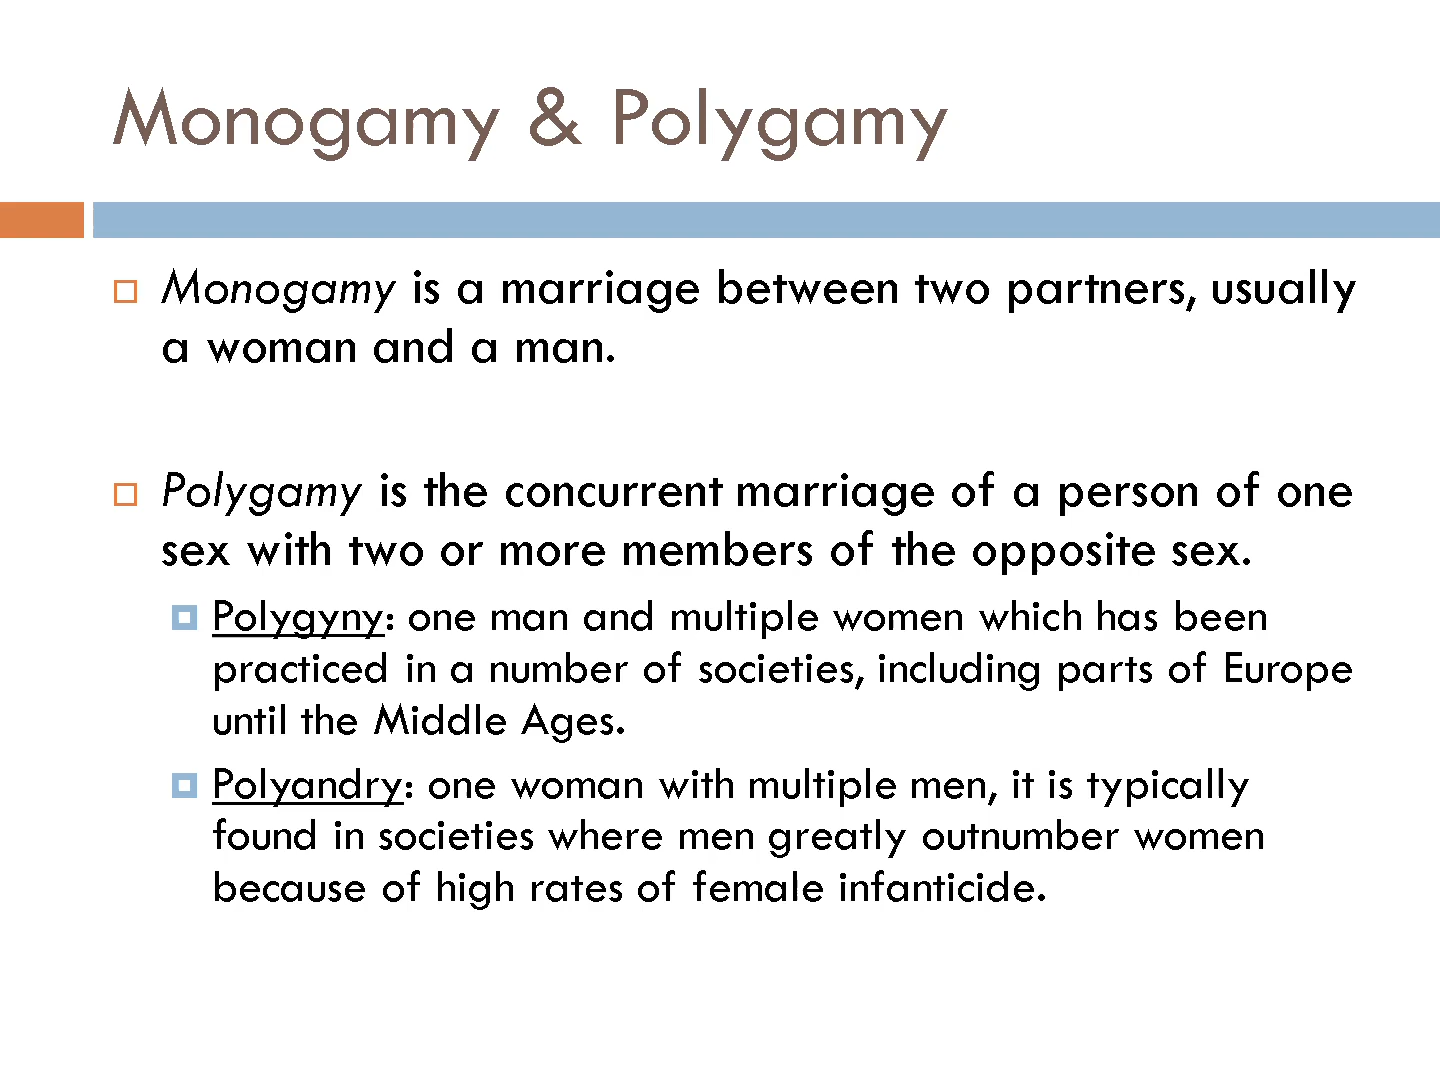 Monogamy & Polygamy
Monogamy is a marriage between two partners, usually
a woman and a man.
Polygamy is the concurrent marriage of a person of one
sex with two or more members of the opposite sex.
Polygyny: one man and multiple women which has been
practiced in a number of societies, including parts of Europe
until the Middle Ages.
Polyandry: one woman with multiple men, it is typically
found in societies where men greatly outnumber women
because of high rates of female infanticide.